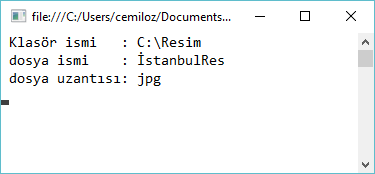 file:///C:/Users/cemiloz/Documents...
Klasör ismi   : C:\Resim
dosya ismi    : İstanbulRes
dosya uzantısı: jpg